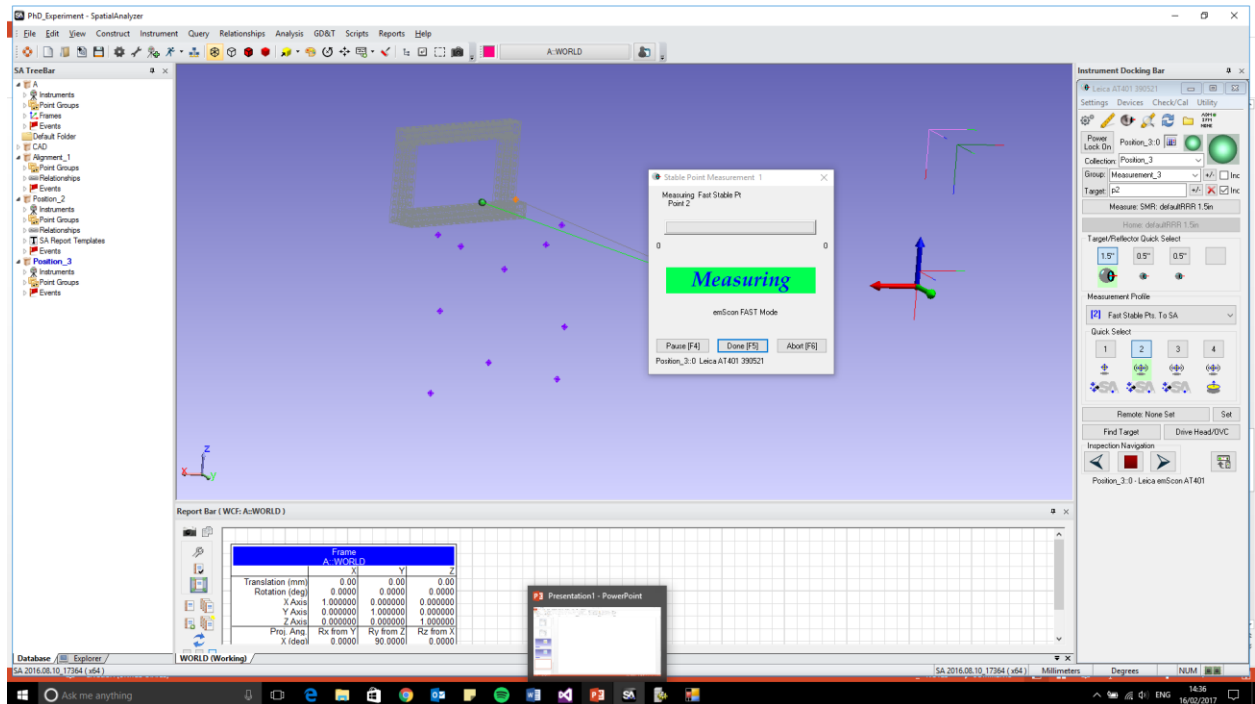 PhD_Experiment - SpatialAnalyzer
File Edit View Construct Instrument Query Relationships Analysis GD&T Scripts Reports Help
A::WORLD
SA TreeBar
A
Instruments
Point Groups
Frames
Events
Default Folder
CAD
Alignment_1
Point Groups
Relationships
Events
Position_2
Instruments
Point Groups
Relationships
SA Report Templates
Events
Position_3
Instruments
Point Groups
Events
Database Explorer
Z
X
Y
Stable Point Measurement 1
Measuring Fast Stable Pt
Point 2
0 0
Measuring
emScon FAST Mode
Pause [F4] Done [F5] Abort [F6]
Position_3::0 Leica AT401 390521
Instrument Docking Bar
Leica AT401 390521
Settings Devices Check/Cal Utility
Power Lock On
Position_3::0
Collection: Position_3
Group: Measurement_3 +/- Inc
Target: p2 +/- Inc
Measure: SMR: defaultRRR 1.5in
Home: defaultRRR 1.5in
Target/Reflector Quick Select
1.5" 0.5" 0.5"
Measurement Profile
[2] Fast Stable Pts. To SA
Quick Select
1 2 3 4
SA SA SA
Remote: None Set Set
Find Target Drive Head/OVC
Inspection Navigation
Position_3::0 - Leica emScon AT401
Report Bar ( WCF: A::WORLD )
Frame
A::WORLD
X Y Z
Translation (mm) 0.00 0.00 0.00
Rotation (deg) 0.0000 0.0000 0.0000
X Axis 1.000000 0.000000 0.000000
Y Axis 0.000000 1.000000 0.000000
Z Axis 0.000000 0.000000 1.000000
Proj. Ang. Rx from Y Ry from Z Rz from X
X (deg) 0.0000 90.0000 0.0000
WORLD (Working)
Presentation1 - PowerPoint
SA 2016.08.10_17364 ( x64 )
SA 2016.08.10_17364 ( x64 ) Millimeters Degrees NUM
Ask me anything
ENG
14:36
16/02/2017